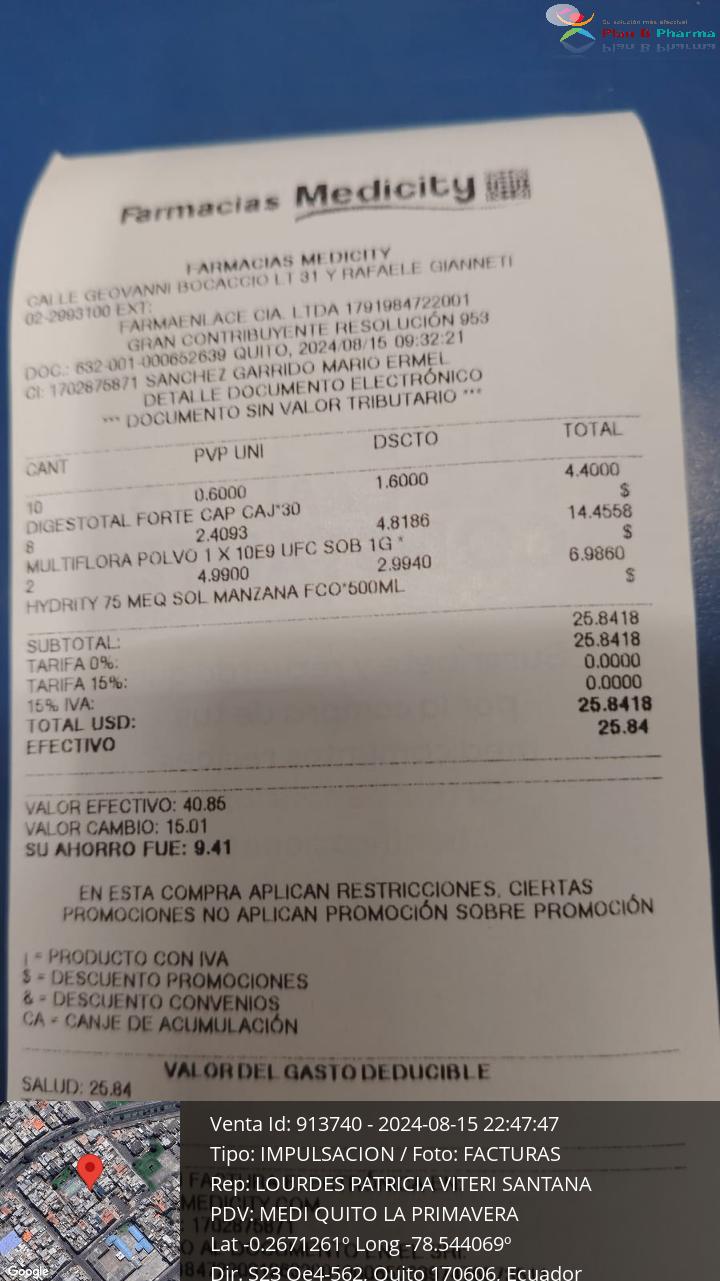 Su solución más efectiva!
Plan B Pharma
Farmacias Medicity
FARMACIAS MEDICITY
CALLE GEOVANNI BOCACCIO LT 31 Y RAFAELE GIANNETI
02-2993100 EXT:
FARMAENLACE CIA. LTDA 1791984722001
GRAN CONTRIBUYENTE RESOLUCIÓN 953
DOC.: 632-001-000652639 QUITO, 2024/08/15 09:32:21
CI: 1702875871 SANCHEZ GARRIDO MARIO ERMEL
DETALLE DOCUMENTO ELECTRÓNICO
*** DOCUMENTO SIN VALOR TRIBUTARIO ***
CANT PVP UNI DSCTO TOTAL
10 0.6000 1.6000 4.4000
DIGESTOTAL FORTE CAP CAJ*30 $
8 2.4093 4.8186 14.4558
MULTIFLORA POLVO 1 X 10E9 UFC SOB 1G * $
2 4.9900 2.9940 6.9860
HYDRITY 75 MEQ SOL MANZANA FCO*500ML $
SUBTOTAL: 25.8418
TARIFA 0%: 25.8418
TARIFA 15%: 0.0000
15% IVA: 0.0000
TOTAL USD: 25.8418
EFECTIVO 25.84
VALOR EFECTIVO: 40.85
VALOR CAMBIO: 15.01
SU AHORRO FUE: 9.41
EN ESTA COMPRA APLICAN RESTRICCIONES, CIERTAS
PROMOCIONES NO APLICAN PROMOCIÓN SOBRE PROMOCIÓN
| = PRODUCTO CON IVA
$ = DESCUENTO PROMOCIONES
& = DESCUENTO CONVENIOS
CA = CANJE DE ACUMULACIÓN
VALOR DEL GASTO DEDUCIBLE
SALUD: 25.84
Venta Id: 913740 - 2024-08-15 22:47:47
Tipo: IMPULSACION / Foto: FACTURAS
Rep: LOURDES PATRICIA VITERI SANTANA
PDV: MEDI QUITO LA PRIMAVERA
Lat -0.2671261º Long -78.544069º
Dir. S23 Oe4-562, Quito 170606, Ecuador
Google